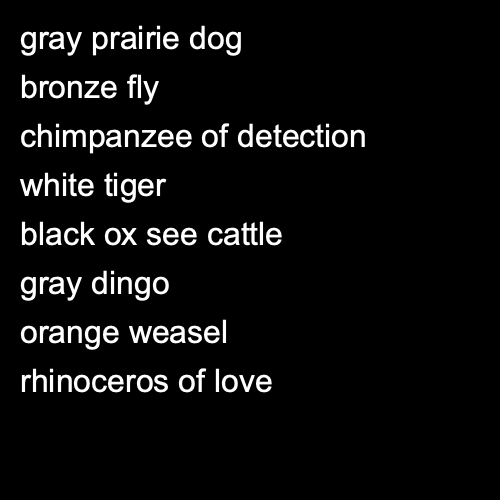 gray prairie dog
bronze fly
chimpanzee of detection
white tiger
black ox see cattle
gray dingo
orange weasel
rhinoceros of love